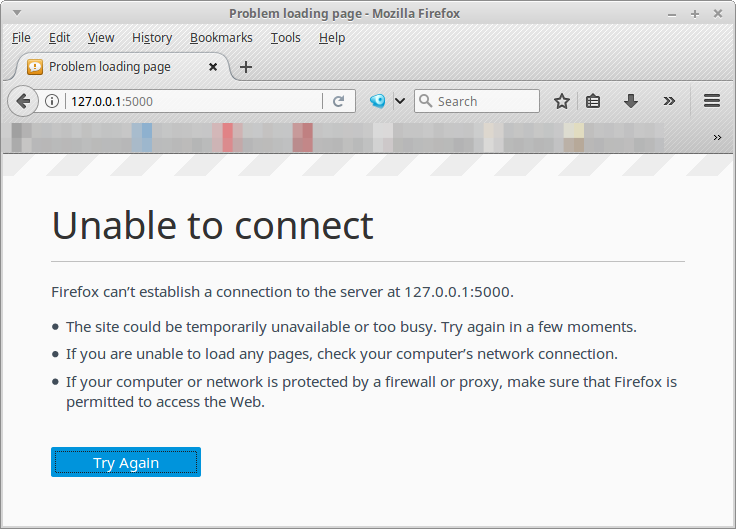 Problem loading page - Mozilla Firefox
File Edit View History Bookmarks Tools Help
Problem loading page
127.0.0.1:5000 Search
Unable to connect
Firefox can’t establish a connection to the server at 127.0.0.1:5000.
• The site could be temporarily unavailable or too busy. Try again in a few moments.
• If you are unable to load any pages, check your computer’s network connection.
• If your computer or network is protected by a firewall or proxy, make sure that Firefox is
permitted to access the Web.
Try Again